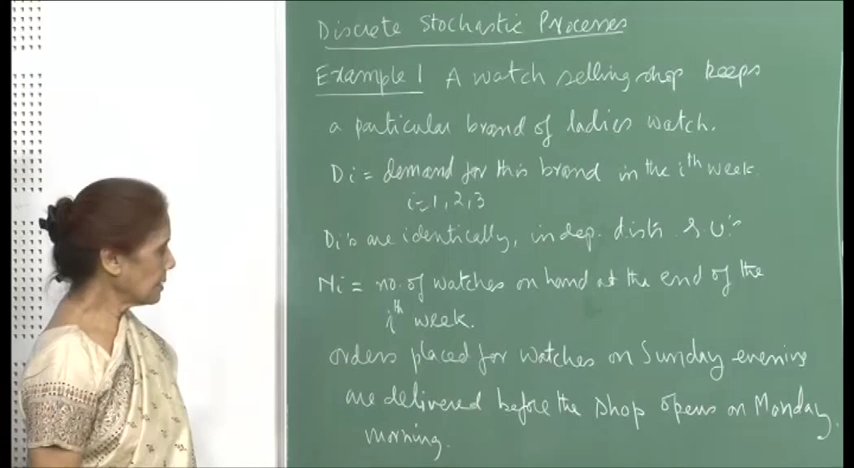 Discrete Stochastic Processes
Example 1 A watch selling shop keeps
a particular brand of ladies watch.
Di = demand for this brand in the ith week
i=1,2,3
Di's are identically, indep. distr. r.v's
Ni = no. of watches on hand at the end of the
ith week.
orders placed for watches on Sunday evening
are delivered before the shop opens on Monday
morning.